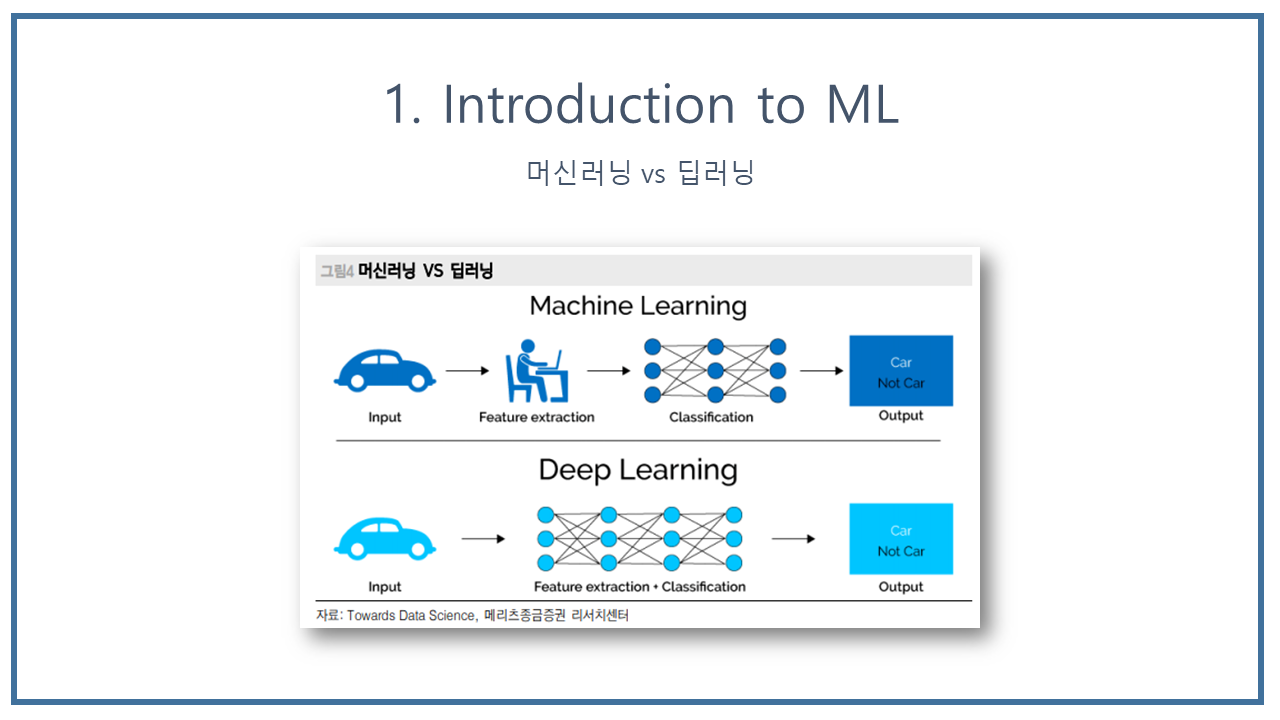 1. Introduction to ML
머신러닝 vs 딥러닝
그림4 머신러닝 VS 딥러닝
Machine Learning
Input
Feature extraction
Classification
Car
Not Car
Output
Deep Learning
Input
Feature extraction + Classification
Car
Not Car
Output
자료: Towards Data Science, 메리츠종금증권 리서치센터